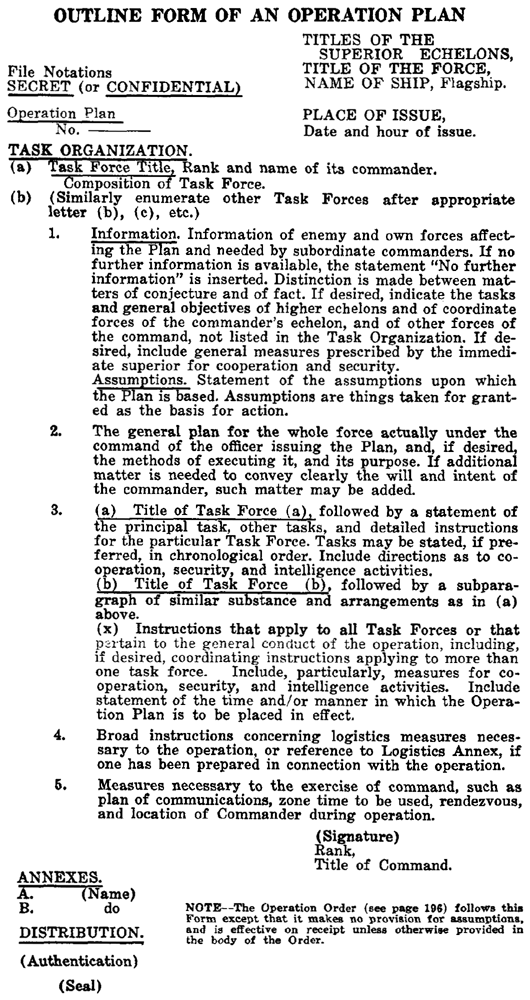 OUTLINE FORM OF AN OPERATION PLAN
TITLES OF THE
SUPERIOR ECHELONS,
TITLE OF THE FORCE,
NAME OF SHIP, Flagship.
File Notations
SECRET (or CONFIDENTIAL)
Operation Plan
No. ———
PLACE OF ISSUE,
Date and hour of issue.
TASK ORGANIZATION.
(a) Task Force Title, Rank and name of its commander.
Composition of Task Force.
(b) (Similarly enumerate other Task Forces after appropriate
letter (b), (c), etc.)
1. Information. Information of enemy and own forces affect-
ing the Plan and needed by subordinate commanders. If no
further information is available, the statement "No further
information" is inserted. Distinction is made between mat-
ters of conjecture and of fact. If desired, indicate the tasks
and general objectives of higher echelons and of coordinate
forces of the commander's echelon, and of other forces of
the command, not listed in the Task Organization. If de-
sired, include general measures prescribed by the immedi-
ate superior for cooperation and security.
Assumptions. Statement of the assumptions upon which
the Plan is based. Assumptions are things taken for grant-
ed as the basis for action.
2. The general plan for the whole force actually under the
command of the officer issuing the Plan, and, if desired,
the methods of executing it, and its purpose. If additional
matter is needed to convey clearly the will and intent of
the commander, such matter may be added.
3. (a) Title of Task Force (a), followed by a statement of
the principal task, other tasks, and detailed instructions
for the particular Task Force. Tasks may be stated, if pre-
ferred, in chronological order. Include directions as to co-
operation, security, and intelligence activities.
(b) Title of Task Force (b), followed by a subpara-
graph of similar substance and arrangements as in (a)
above.
(x) Instructions that apply to all Task Forces or that
pertain to the general conduct of the operation, including,
if desired, coordinating instructions applying to more than
one task force. Include, particularly, measures for co-
operation, security, and intelligence activities. Include
statement of the time and/or manner in which the Opera-
tion Plan is to be placed in effect.
4. Broad instructions concerning logistics measures neces-
sary to the operation, or reference to Logistics Annex, if
one has been prepared in connection with the operation.
5. Measures necessary to the exercise of command, such as
plan of communications, zone time to be used, rendezvous,
and location of Commander during operation.
(Signature)
Rank,
Title of Command.
ANNEXES.
A. (Name)
B. do
DISTRIBUTION.
(Authentication)
(Seal)
NOTE--The Operation Order (see page 196) follows this
Form except that it makes no provision for assumptions,
and is effective on receipt unless otherwise provided in
the body of the Order.